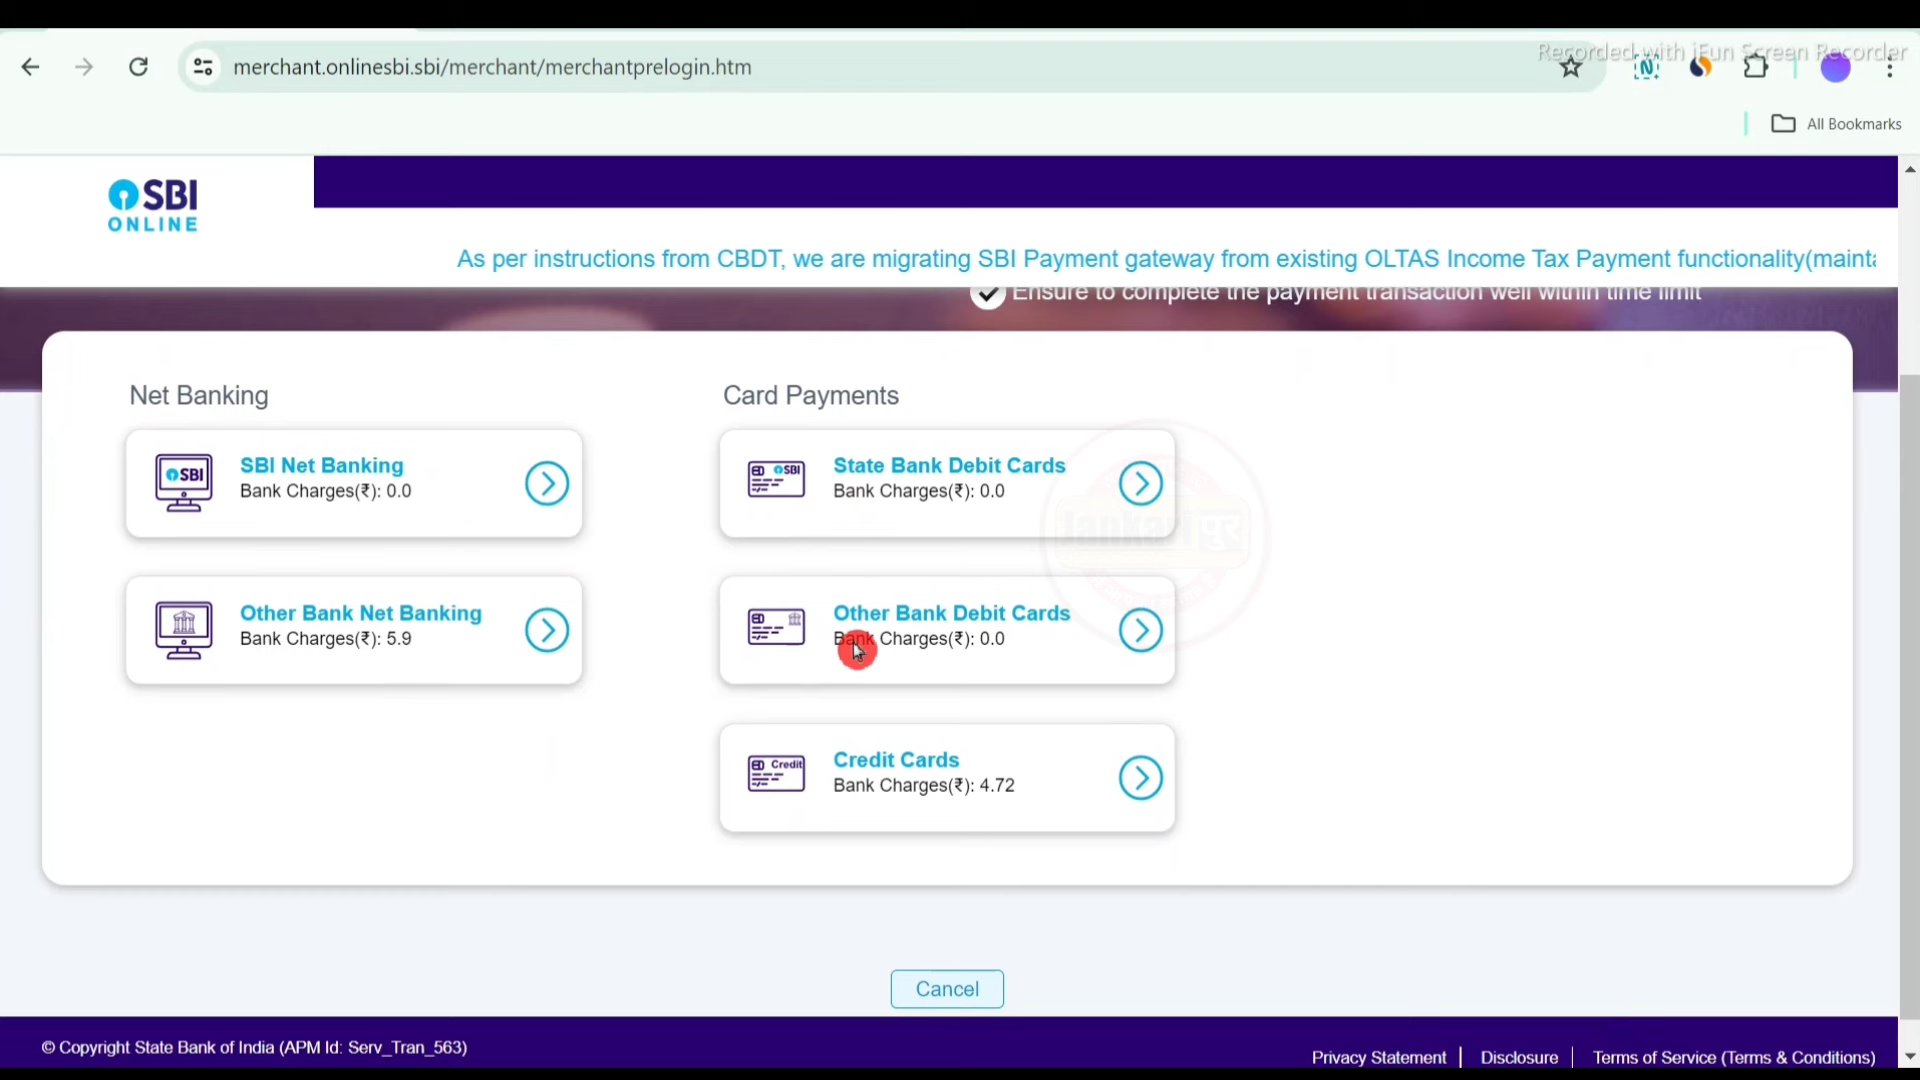 Recorded with iFun Screen Recorder
merchant.onlinesbi.sbi/merchant/merchantprelogin.htm
All Bookmarks
SBI
ONLINE
As per instructions from CBDT, we are migrating SBI Payment gateway from existing OLTAS Income Tax Payment functionality(mainta
Ensure to complete the payment transaction well within time limit
Net Banking
Card Payments
SBI
SBI Net Banking
Bank Charges(₹): 0.0
SBI
State Bank Debit Cards
Bank Charges(₹): 0.0
Jankari पुर
Other Bank Net Banking
Bank Charges(₹): 5.9
Other Bank Debit Cards
Bank Charges(₹): 0.0
Credit
Credit Cards
Bank Charges(₹): 4.72
Cancel
© Copyright State Bank of India (APM Id: Serv_Tran_563)
Privacy Statement
Disclosure
Terms of Service (Terms & Conditions)